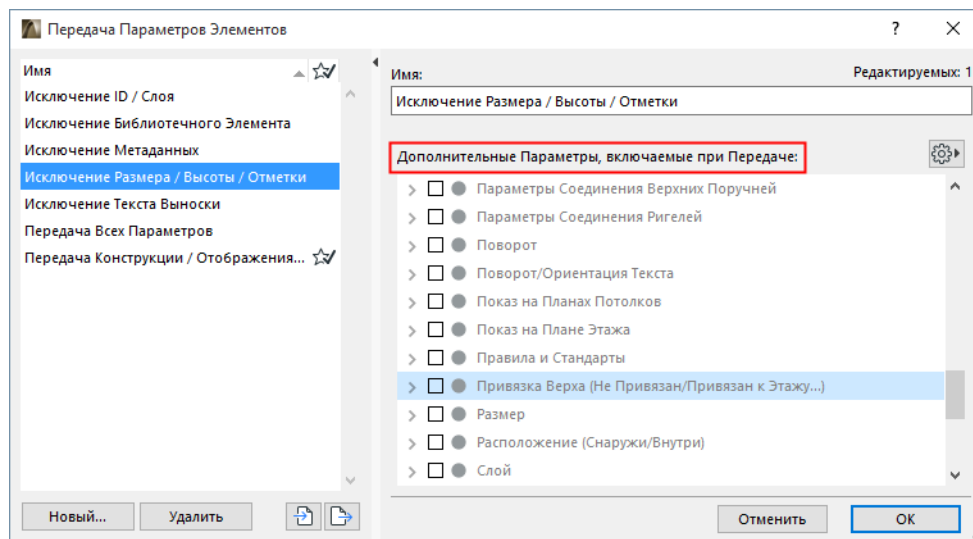 Передача Параметров Элементов
?
Имя
Исключение ID / Слоя
Исключение Библиотечного Элемента
Исключение Метаданных
Исключение Размера / Высоты / Отметки
Исключение Текста Выноски
Передача Всех Параметров
Передача Конструкции / Отображения...
Новый...
Удалить
Имя:
Редактируемых: 1
Исключение Размера / Высоты / Отметки
Дополнительные Параметры, включаемые при Передаче:
Параметры Соединения Верхних Поручней
Параметры Соединения Ригелей
Поворот
Поворот/Ориентация Текста
Показ на Планах Потолков
Показ на Плане Этажа
Правила и Стандарты
Привязка Верха (Не Привязан/Привязан к Этажу...)
Размер
Расположение (Снаружи/Внутри)
Слой
Отменить
ОК